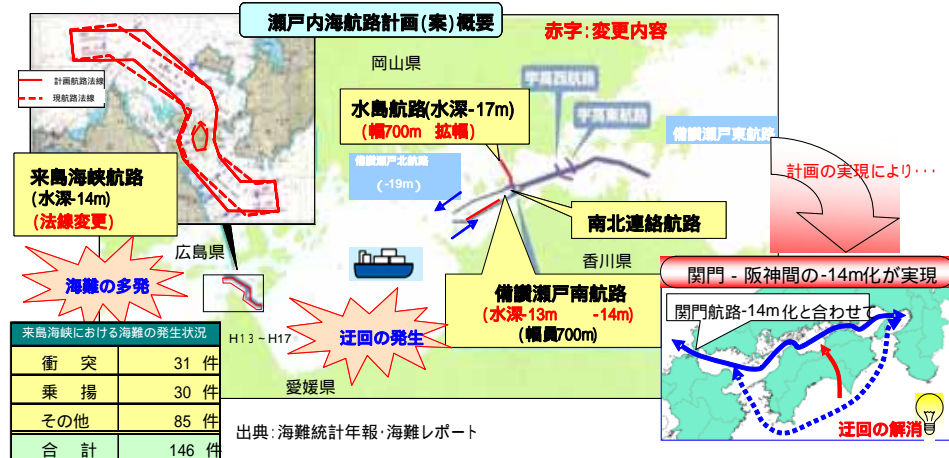 瀬戸内海航路計画(案)概要
赤字:変更内容
計画航路法線
現航路法線
岡山県
宇高西航路
宇高東航路
水島航路(水深-17m)
(幅700m 拡幅)
備讃瀬戸東航路
備讃瀬戸北航路
(-19m)
来島海峡航路
(水深-14m)
(法線変更)
計画の実現により･･･
南北連絡航路
広島県
香川県
海難の多発
備讃瀬戸南航路
(水深-13m -14m)
(幅員700m)
関門 - 阪神間の-14m化が実現
関門航路-14m化と合わせて
迂回の発生
来島海峡における海難の発生状況
H13~H17
衝 突 31 件
乗 揚 30 件
その他 85 件
合 計 146 件
愛媛県
出典:海難統計年報･海難レポート
迂回の解消